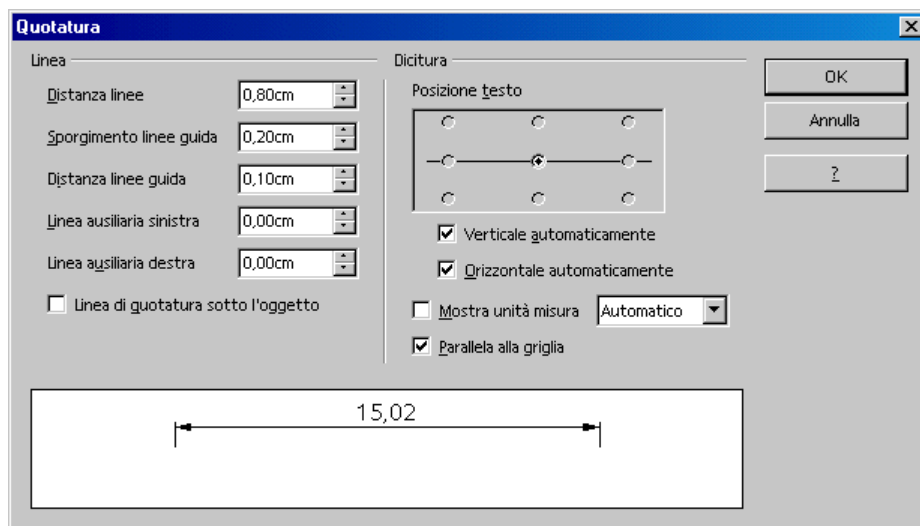 Quotatura
Linea
Distanza linee 0,80cm
Sporgimento linee guida 0,20cm
Distanza linee guida 0,10cm
Linea ausiliaria sinistra 0,00cm
Linea ausiliaria destra 0,00cm
Linea di quotatura sotto l'oggetto
Dicitura
Posizione testo
Verticale automaticamente
Orizzontale automaticamente
Mostra unità misura Automatico
Parallela alla griglia
OK
Annulla
?
15,02